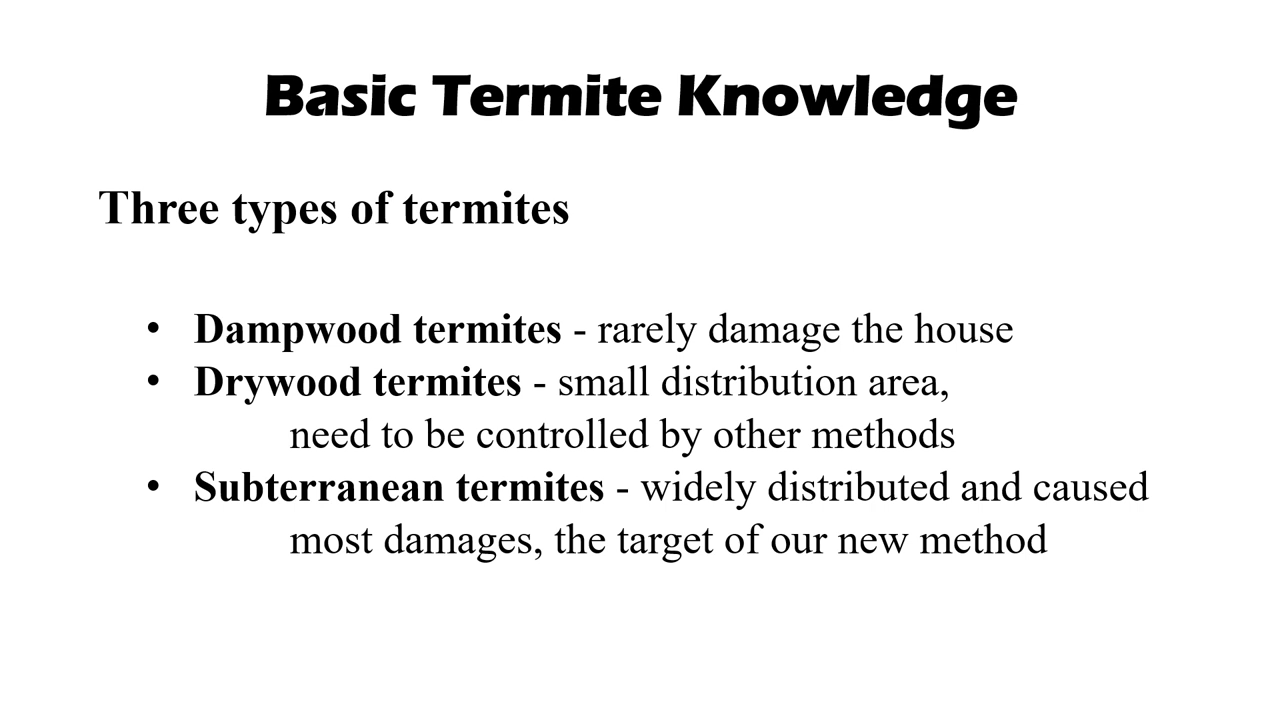 Basic Termite Knowledge
Three types of termites
• Dampwood termites - rarely damage the house
• Drywood termites - small distribution area,
need to be controlled by other methods
• Subterranean termites - widely distributed and caused
most damages, the target of our new method